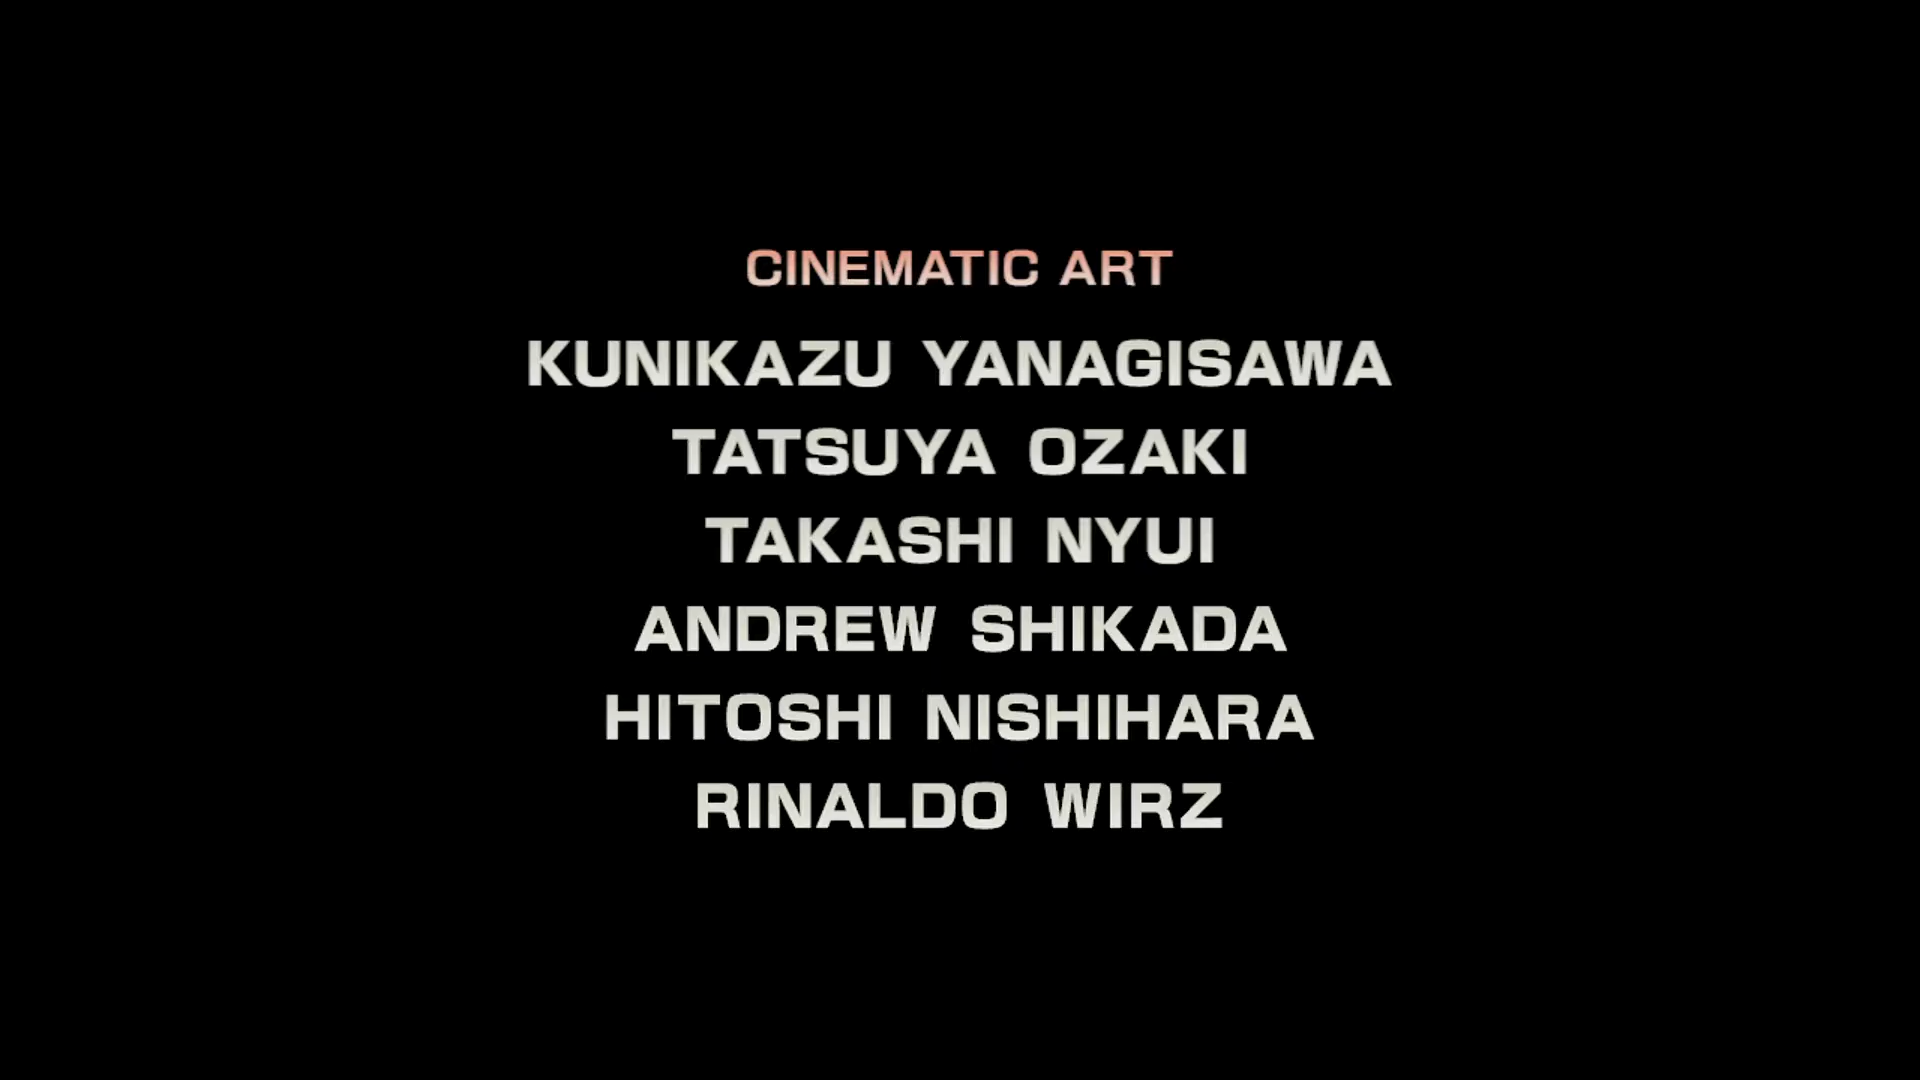 CINEMATIC ART
KUNIKAZU YANAGISAWA
TATSUYA OZAKI
TAKASHI NYUI
ANDREW SHIKADA
HITOSHI NISHIHARA
RINALDO WIRZ